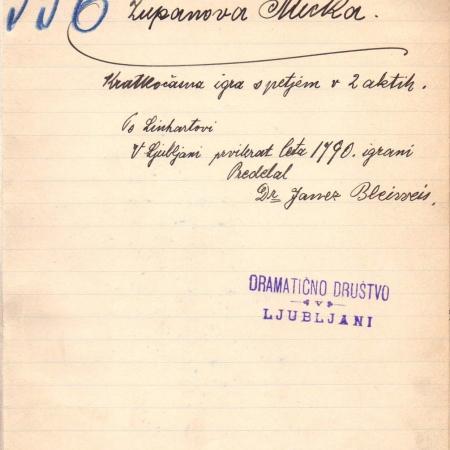 Županova Micka.
Kratkočasna igra s petjem v 2 aktih.
Po Linhartovi
V Ljubljani prvikrat leta 1790. igrani
Predelal
Dr Janez Bleiweis.
DRAMATIČNO DRUŠTVO
V
LJUBLJANI